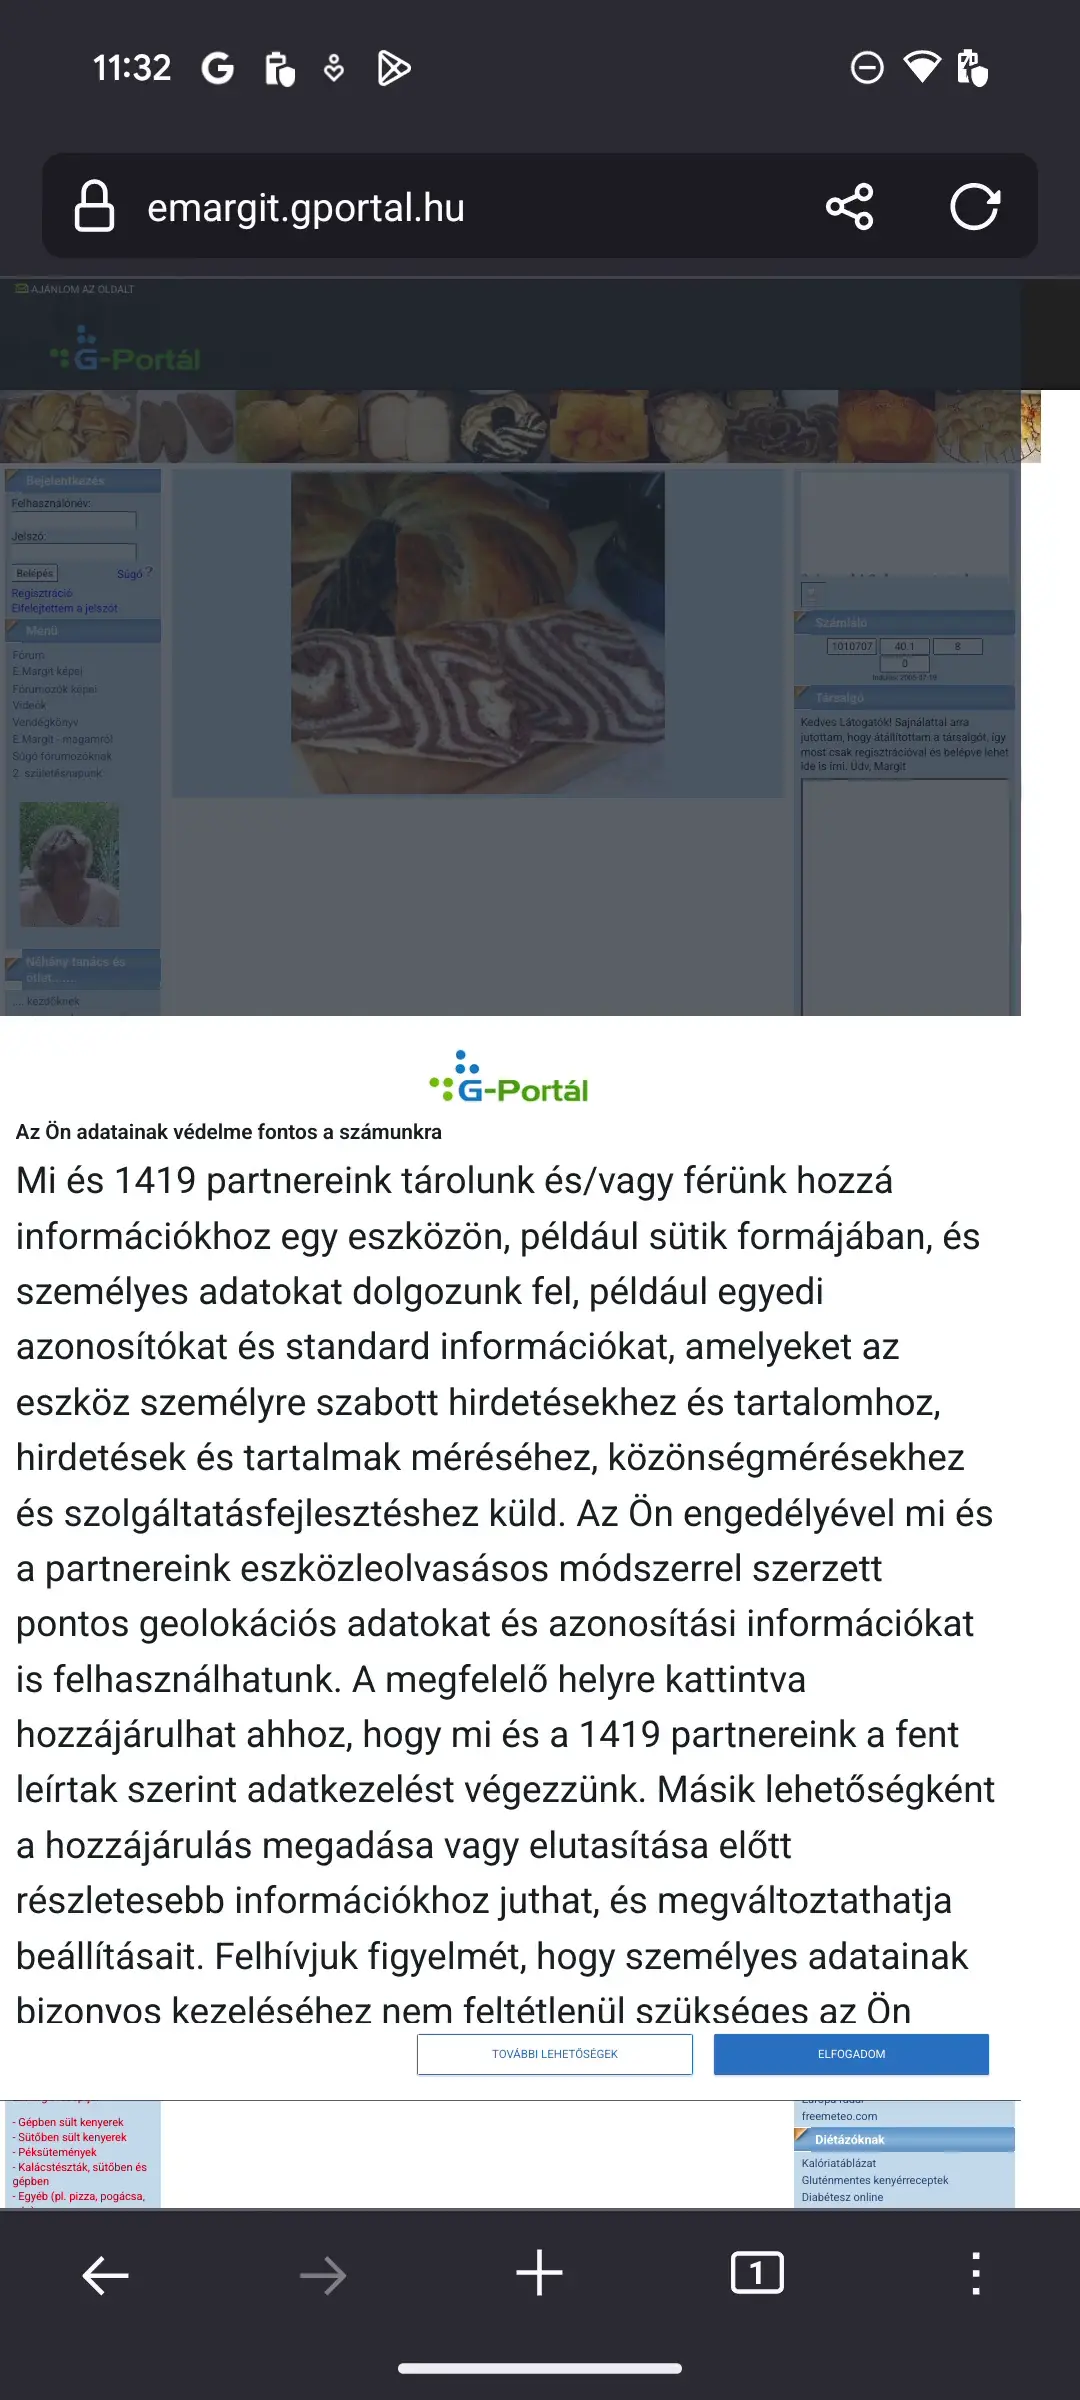 11:32
emargit.gportal.hu
AJÁNLOM AZ OLDALT
G-Portál
Bejelentkezés
Felhasználónév:
Jelszó:
Belépés
Súgó ?
Regisztráció
Elfelejtettem a jelszót
Menü
Fórum
E.Margit képei
Fórumozók képei
Videók
Vendégkönyv
E.Margit - magamról
Súgó fórumozóknak
2. születésnapunk
Néhány tanács és
ötlet......
.... kezdőknek
Számláló
1010707
40.1
8
0
Indulás: 2006-07-19
Társalgó
Kedves Látogatók! Sajnálattal arra
jutottam, hogy átállítottam a társalgót, így
most csak regisztrációval és belépve lehet
ide is írni. Üdv, Margit
G-Portál
Az Ön adatainak védelme fontos a számunkra
Mi és 1419 partnereink tárolunk és/vagy férünk hozzá
információkhoz egy eszközön, például sütik formájában, és
személyes adatokat dolgozunk fel, például egyedi
azonosítókat és standard információkat, amelyeket az
eszköz személyre szabott hirdetésekhez és tartalomhoz,
hirdetések és tartalmak méréséhez, közönségmérésekhez
és szolgáltatásfejlesztéshez küld. Az Ön engedélyével mi és
a partnereink eszközleolvasásos módszerrel szerzett
pontos geolokációs adatokat és azonosítási információkat
is felhasználhatunk. A megfelelő helyre kattintva
hozzájárulhat ahhoz, hogy mi és a 1419 partnereink a fent
leírtak szerint adatkezelést végezzünk. Másik lehetőségként
a hozzájárulás megadása vagy elutasítása előtt
részletesebb információkhoz juthat, és megváltoztathatja
beállításait. Felhívjuk figyelmét, hogy személyes adatainak
bizonyos kezeléséhez nem feltétlenül szükséges az Ön
TOVÁBBI LEHETŐSÉGEK
ELFOGADOM
- Gépben sült kenyerek
- Sütőben sült kenyerek
- Péksütemények
- Kalácstészták, sütőben és
gépben
- Egyéb (pl. pizza, pogácsa,
Európa radar
freemeteo.com
Diétázóknak
Kalóriatáblázat
Gluténmentes kenyérreceptek
Diabétesz online
1